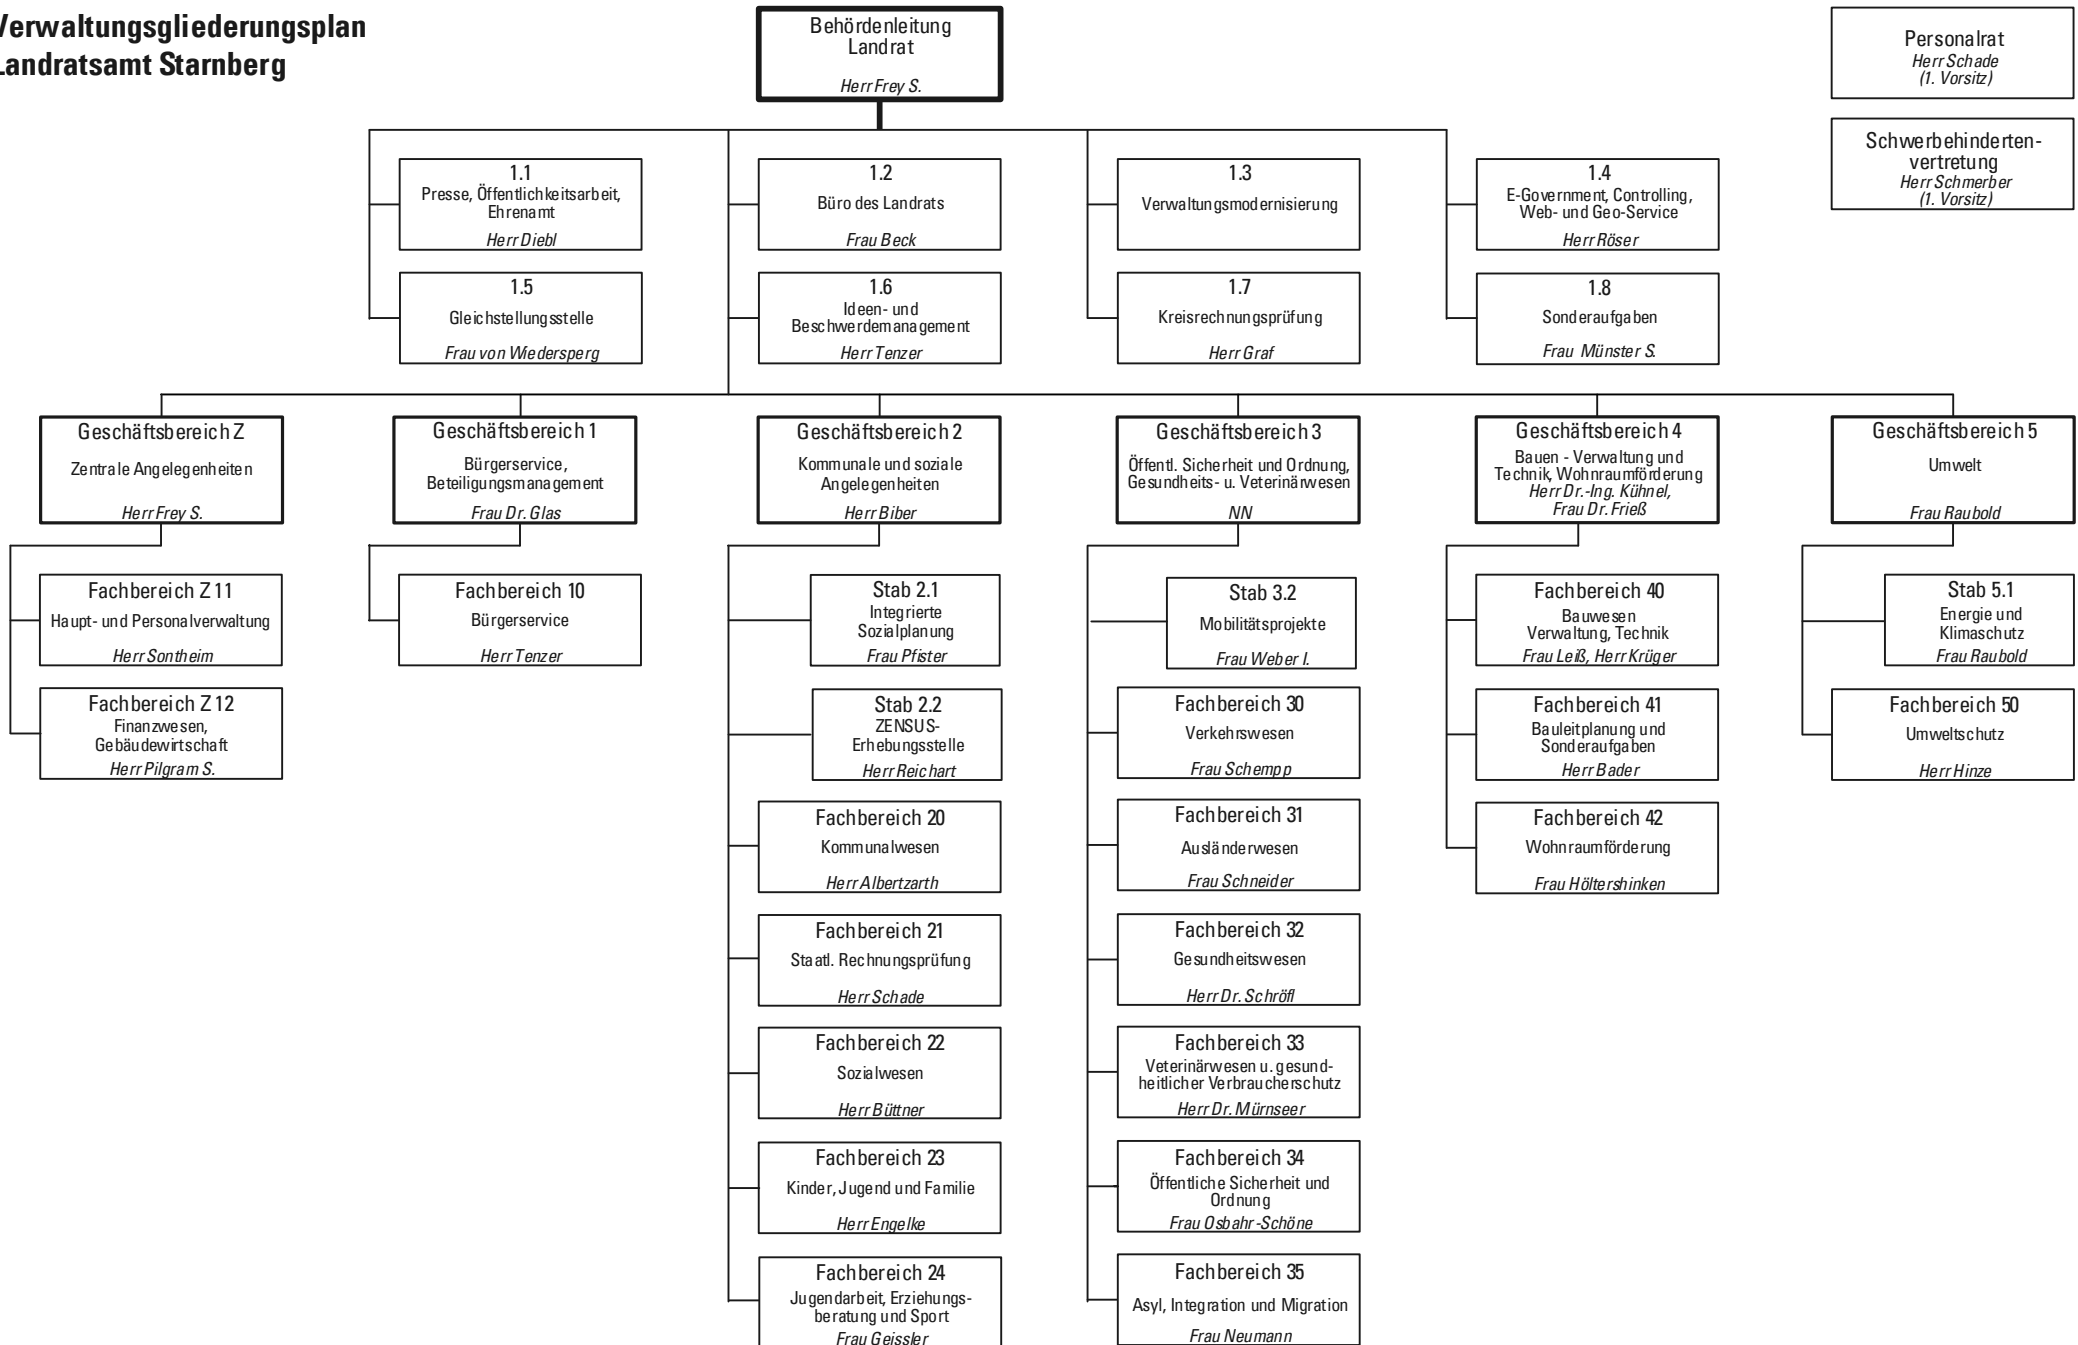 Verwaltungsgliederungsplan
Landratsamt Starnberg
Behördenleitung
Landrat
Herr Frey S.
Personalrat
Herr Schade
(1. Vorsitz)
Schwerbehinderten-
vertretung
Herr Schmerber
(1. Vorsitz)
1.1
Presse, Öffentlichkeitsarbeit,
Ehrenamt
Herr Diebl
1.2
Büro des Landrats
Frau Beck
1.3
Verwaltungsmodernisierung
1.4
E-Government, Controlling,
Web- und Geo-Service
Herr Röser
1.5
Gleichstellungsstelle
Frau von Wiedersperg
1.6
Ideen- und
Beschwerdemanagement
Herr Tenzer
1.7
Kreisrechnungsprüfung
Herr Graf
1.8
Sonderaufgaben
Frau Münster S.
Geschäftsbereich Z
Zentrale Angelegenheiten
Herr Frey S.
Geschäftsbereich 1
Bürgerservice,
Beteiligungsmanagement
Frau Dr. Glas
Geschäftsbereich 2
Kommunale und soziale
Angelegenheiten
Herr Biber
Geschäftsbereich 3
Öffentl. Sicherheit und Ordnung,
Gesundheits- u. Veterinärwesen
NN
Geschäftsbereich 4
Bauen - Verwaltung und
Technik, Wohnraumförderung
Herr Dr.-Ing. Kühnel,
Frau Dr. Frieß
Geschäftsbereich 5
Umwelt
Frau Raubold
Fachbereich Z 11
Haupt- und Personalverwaltung
Herr Sontheim
Fachbereich Z 12
Finanzwesen,
Gebäudewirtschaft
Herr Pilgram S.
Fachbereich 10
Bürgerservice
Herr Tenzer
Stab 2.1
Integrierte
Sozialplanung
Frau Pfister
Stab 2.2
ZENSUS-
Erhebungsstelle
Herr Reichart
Fachbereich 20
Kommunalwesen
Herr Albertzarth
Fachbereich 21
Staatl. Rechnungsprüfung
Herr Schade
Fachbereich 22
Sozialwesen
Herr Büttner
Fachbereich 23
Kinder, Jugend und Familie
Herr Engelke
Fachbereich 24
Jugendarbeit, Erziehungs-
beratung und Sport
Frau Geissler
Stab 3.2
Mobilitätsprojekte
Frau Weber I.
Fachbereich 30
Verkehrswesen
Frau Schempp
Fachbereich 31
Ausländerwesen
Frau Schneider
Fachbereich 32
Gesundheitswesen
Herr Dr. Schröfl
Fachbereich 33
Veterinärwesen u. gesund-
heitlicher Verbraucherschutz
Herr Dr. Mürnseer
Fachbereich 34
Öffentliche Sicherheit und
Ordnung
Frau Osbahr-Schöne
Fachbereich 35
Asyl, Integration und Migration
Frau Neumann
Fachbereich 40
Bauwesen
Verwaltung, Technik
Frau Leiß, Herr Krüger
Fachbereich 41
Bauleitplanung und
Sonderaufgaben
Herr Bader
Fachbereich 42
Wohnraumförderung
Frau Höltershinken
Stab 5.1
Energie und
Klimaschutz
Frau Raubold
Fachbereich 50
Umweltschutz
Herr Hinze